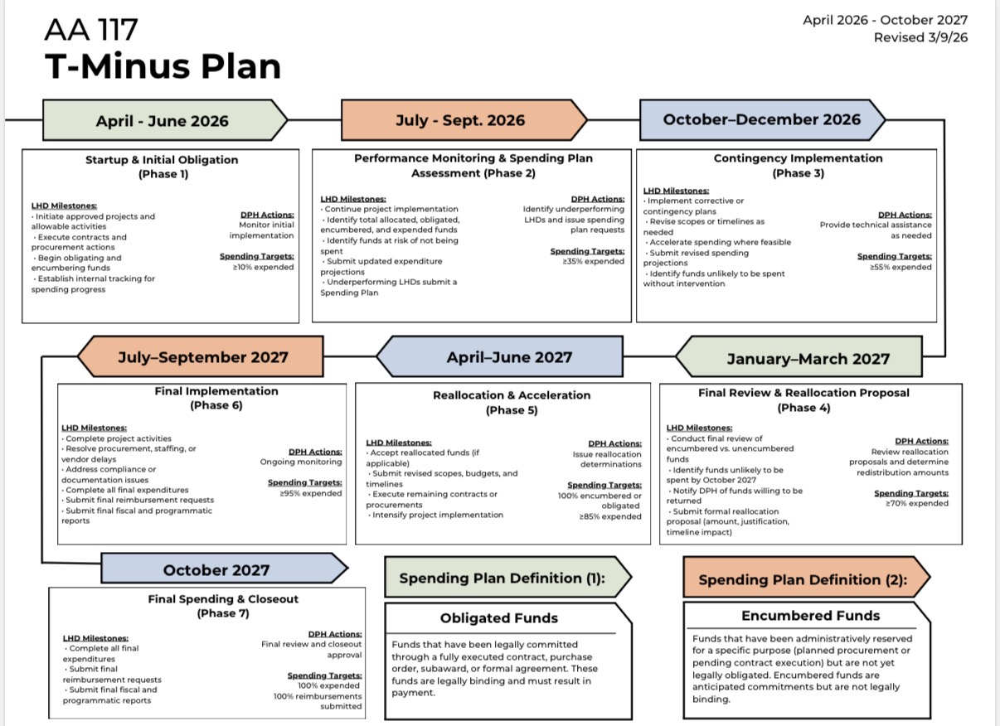 AA 117
T-Minus Plan
April 2026 - October 2027
Revised 3/9/26
April - June 2026
Startup & Initial Obligation
(Phase 1)
LHD Milestones:
· Initiate approved projects and
allowable activities
· Execute contracts and
procurement actions
· Begin obligating and
encumbering funds
· Establish internal tracking for
spending progress
DPH Actions:
Monitor initial
implementation
Spending Targets:
≥10% expended
July - Sept. 2026
Performance Monitoring & Spending Plan
Assessment (Phase 2)
LHD Milestones:
· Continue project implementation
· Identify total allocated, obligated,
encumbered, and expended funds
· Identify funds at risk of not being
spent
· Submit updated expenditure
projections
· Underperforming LHDs submit a
Spending Plan
DPH Actions:
Identify underperforming
LHDs and issue spending
plan requests
Spending Targets:
≥35% expended
October–December 2026
Contingency Implementation
(Phase 3)
LHD Milestones:
· Implement corrective or
contingency plans
· Revise scopes or timelines as
needed
· Accelerate spending where feasible
· Submit revised spending
projections
· Identify funds unlikely to be spent
without intervention
DPH Actions:
Provide technical assistance
as needed
Spending Targets:
≥55% expended
January–March 2027
Final Review & Reallocation Proposal
(Phase 4)
LHD Milestones:
· Conduct final review of
encumbered vs. unencumbered
funds
· Identify funds unlikely to be
spent by October 2027
· Notify DPH of funds willing to be
returned
· Submit formal reallocation
proposal (amount, justification,
timeline impact)
DPH Actions:
Review reallocation
proposals and determine
redistribution amounts
Spending Targets:
≥70% expended
April–June 2027
Reallocation & Acceleration
(Phase 5)
LHD Milestones:
· Accept reallocated funds (if
applicable)
· Submit revised scopes, budgets, and
timelines
· Execute remaining contracts or
procurements
· Intensify project implementation
DPH Actions:
Issue reallocation
determinations
Spending Targets:
100% encumbered or
obligated
≥85% expended
July–September 2027
Final Implementation
(Phase 6)
LHD Milestones:
· Complete project activities
· Resolve procurement, staffing, or
vendor delays
· Address compliance or
documentation issues
· Complete all final expenditures
· Submit final reimbursement requests
· Submit final fiscal and programmatic
reports
DPH Actions:
Ongoing monitoring
Spending Targets:
≥95% expended
October 2027
Final Spending & Closeout
(Phase 7)
LHD Milestones:
· Complete all final
expenditures
· Submit final
reimbursement requests
· Submit final fiscal and
programmatic reports
DPH Actions:
Final review and closeout
approval
Spending Targets:
100% expended
100% reimbursements
submitted
Spending Plan Definition (1):
Obligated Funds
Funds that have been legally committed
through a fully executed contract, purchase
order, subaward, or formal agreement. These
funds are legally binding and must result in
payment.
Spending Plan Definition (2):
Encumbered Funds
Funds that have been administratively reserved
for a specific purpose (planned procurement or
pending contract execution) but are not yet
legally obligated. Encumbered funds are
anticipated commitments but are not legally
binding.